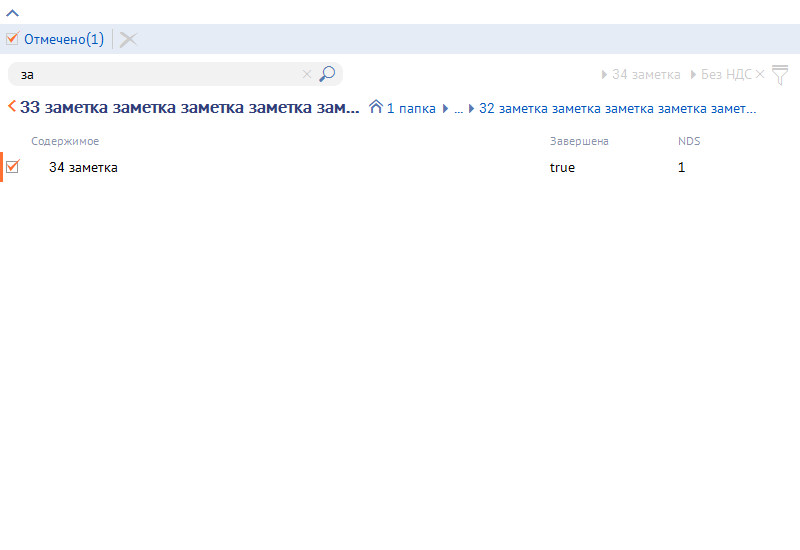 Отмечено(1)
за 34 заметка Без НДС
33 заметка заметка заметка заметка зам... 1 папка ... 32 заметка заметка заметка заметка замет...
Содержимое Завершена NDS
34 заметка true 1